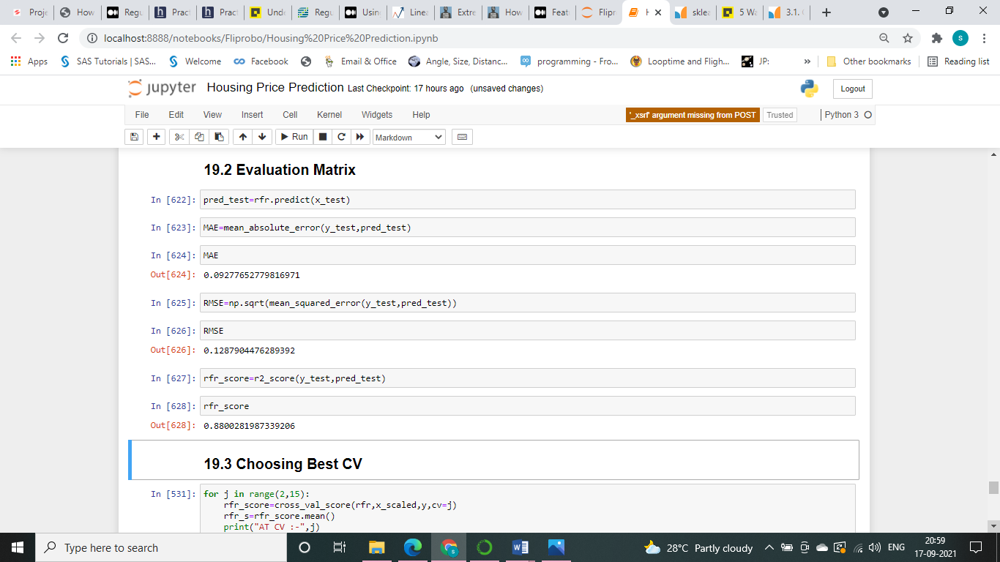 Proje
How
Regu
Pract
Pract
Unde
Regu
Using
Linea
Extre
How
Featu
Flipr
H
sklea
5 Wa
3.1. C
localhost:8888/notebooks/Fliprobo/Housing%20Price%20Prediction.ipynb
S
Apps SAS Tutorials | SAS... Welcome Facebook Email & Office Angle, Size, Distanc... programming - Fro... Looptime and Fligh... JP: » Other bookmarks Reading list
jupyter Housing Price Prediction Last Checkpoint: 17 hours ago (unsaved changes) Logout
File Edit View Insert Cell Kernel Widgets Help '_xsrf' argument missing from POST Trusted Python 3
Run Markdown
19.2 Evaluation Matrix
In [622]: pred_test=rfr.predict(x_test)
In [623]: MAE=mean_absolute_error(y_test,pred_test)
In [624]: MAE
Out[624]: 0.09277652779816971
In [625]: RMSE=np.sqrt(mean_squared_error(y_test,pred_test))
In [626]: RMSE
Out[626]: 0.1287904476289392
In [627]: rfr_score=r2_score(y_test,pred_test)
In [628]: rfr_score
Out[628]: 0.8800281987339206
19.3 Choosing Best CV
In [531]: for j in range(2,15):
rfr_score=cross_val_score(rfr,x_scaled,y,cv=j)
rfr_s=rfr_score.mean()
print("AT CV :-",j)
Type here to search 28°C Partly cloudy ENG 20:59
17-09-2021